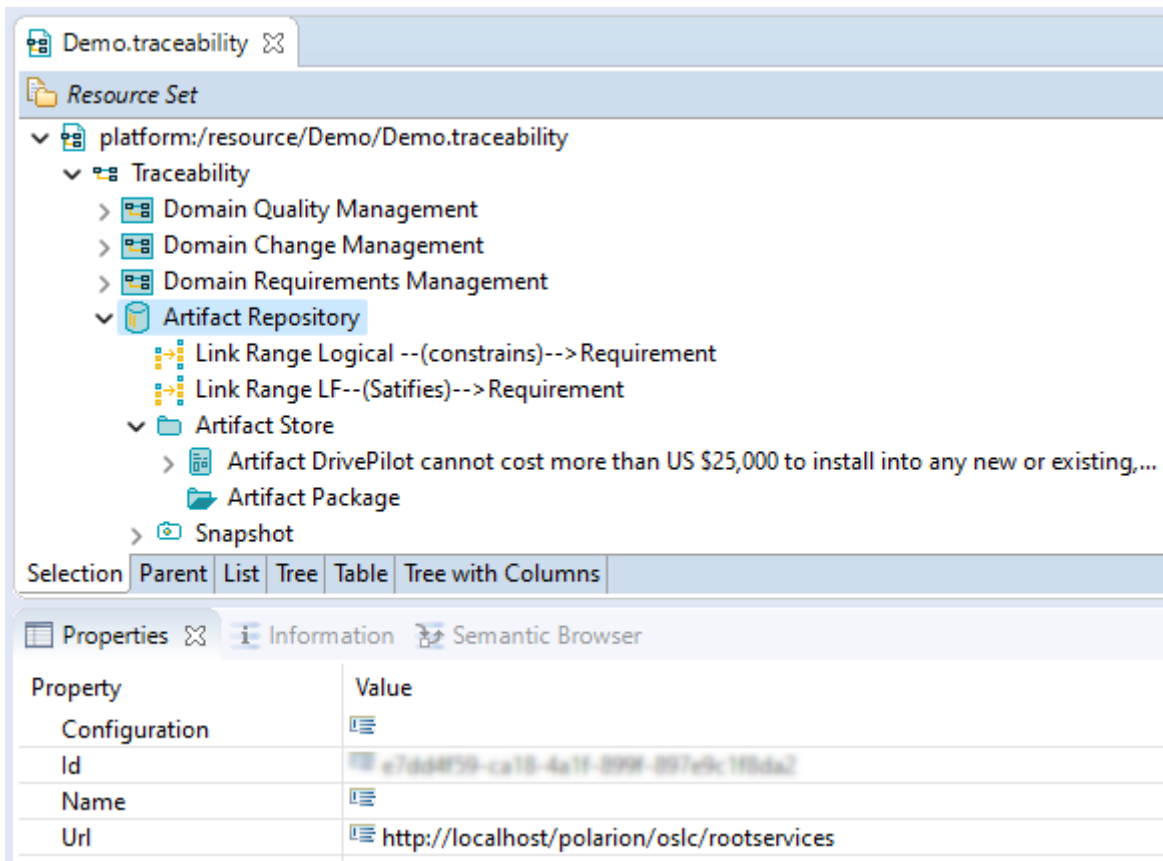 Demo.traceability
Resource Set
platform:/resource/Demo/Demo.traceability
Traceability
Domain Quality Management
Domain Change Management
Domain Requirements Management
Artifact Repository
Link Range Logical --(constrains)-->Requirement
Link Range LF--(Satifies)-->Requirement
Artifact Store
Artifact DrivePilot cannot cost more than US $25,000 to install into any new or existing,...
Artifact Package
Snapshot
Selection Parent List Tree Table Tree with Columns
Properties Information Semantic Browser
Property Value
Configuration
Id
Name
Url http://localhost/polarion/oslc/rootservices